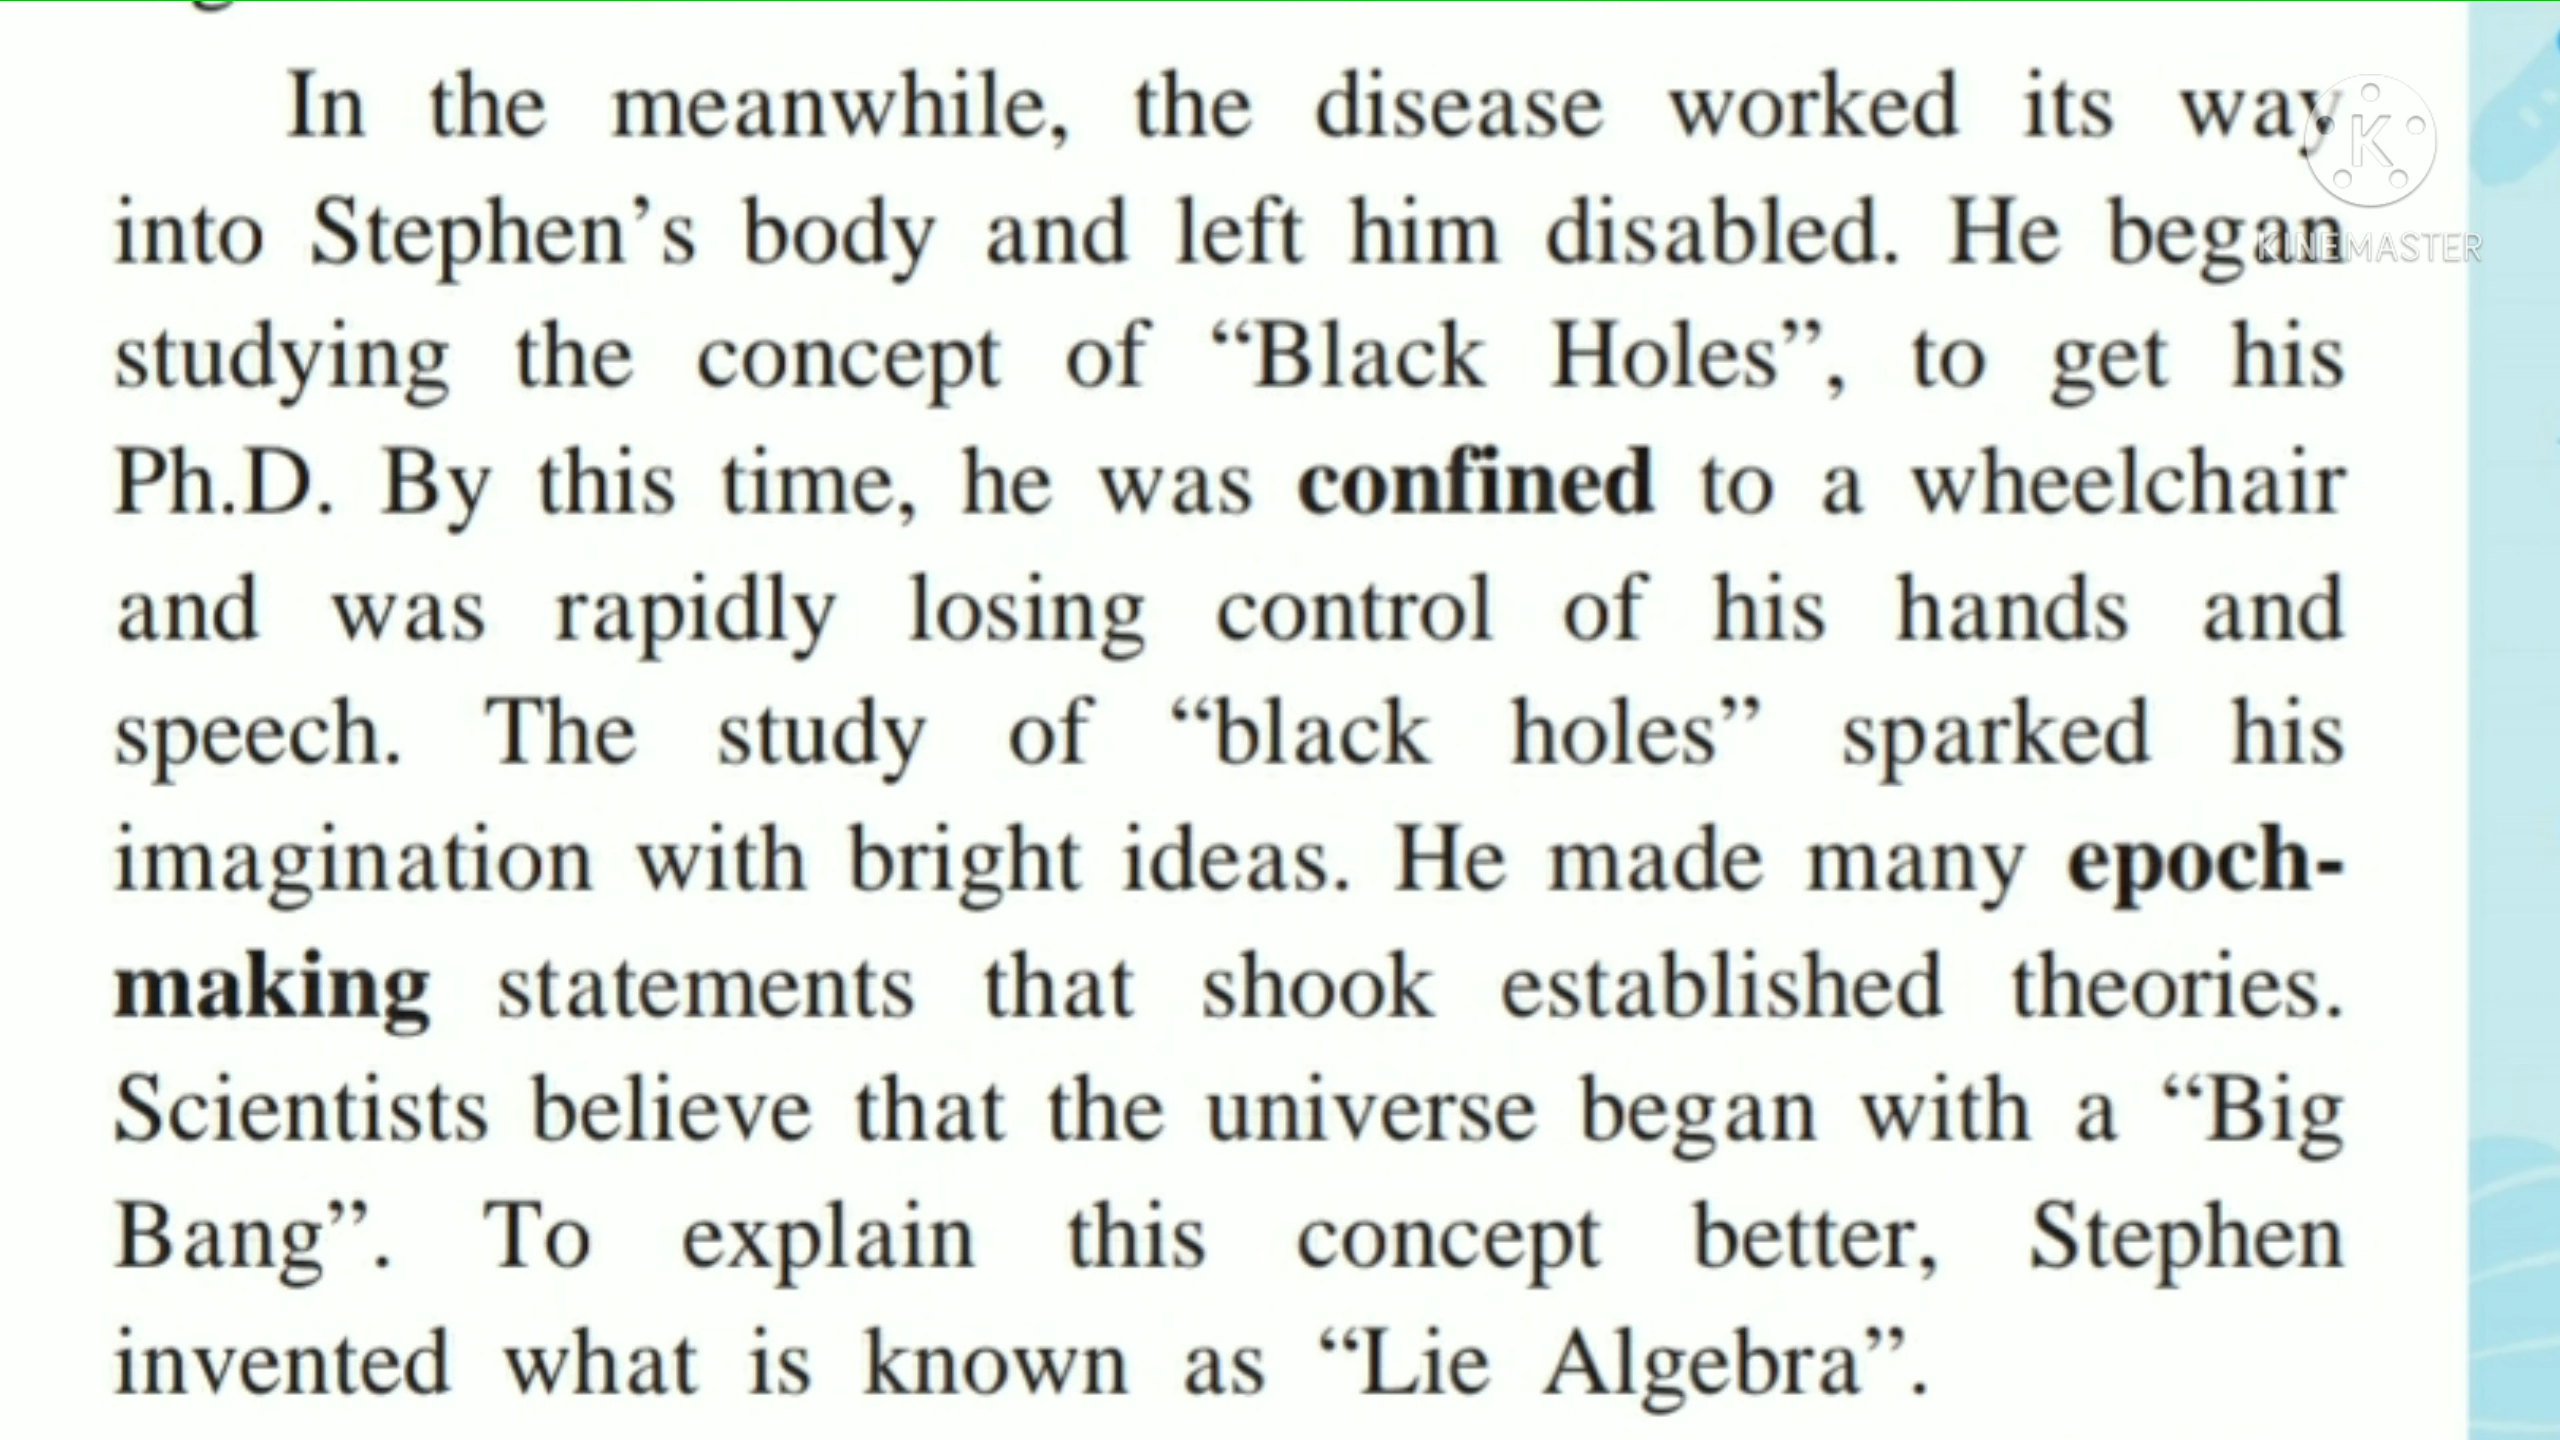 In the meanwhile, the disease worked its way
into Stephen’s body and left him disabled. He began
studying the concept of “Black Holes”, to get his
Ph.D. By this time, he was confined to a wheelchair
and was rapidly losing control of his hands and
speech. The study of “black holes” sparked his
imagination with bright ideas. He made many epoch-
making statements that shook established theories.
Scientists believe that the universe began with a “Big
Bang”. To explain this concept better, Stephen
invented what is known as “Lie Algebra”.
K
KINEMASTER